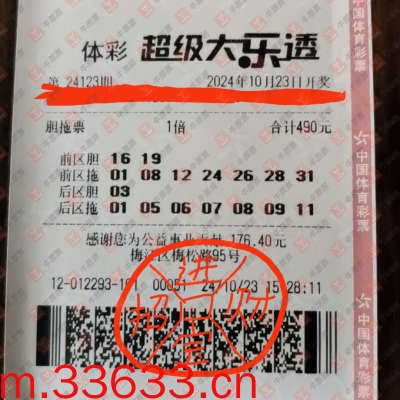 体彩 超级大乐透
第 24123期 2024年10月23日开奖
胆拖票 1倍 合计490元
前区胆 16 19
前区拖 01 08 12 24 26 28 31
后区胆 03
后区拖 01 05 06 07 08 09 11
感谢您为公益事业贡献 176.40元
梅江区梅松路95号
12-012293-101 00051 24/10/23 15:28:11
进
招 财
宝
m.33633.cn
中国体育彩票
中国体育彩票